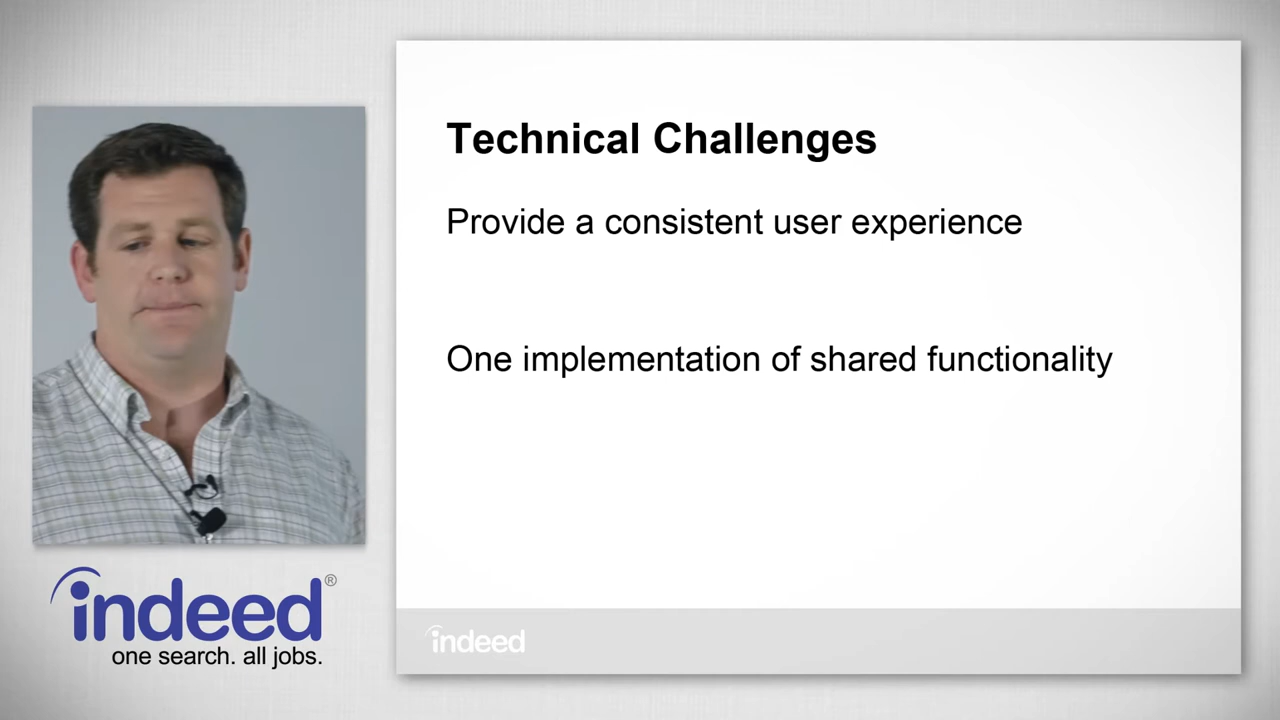 Technical Challenges
Provide a consistent user experience
One implementation of shared functionality
indeed
indeed®
one search. all jobs.